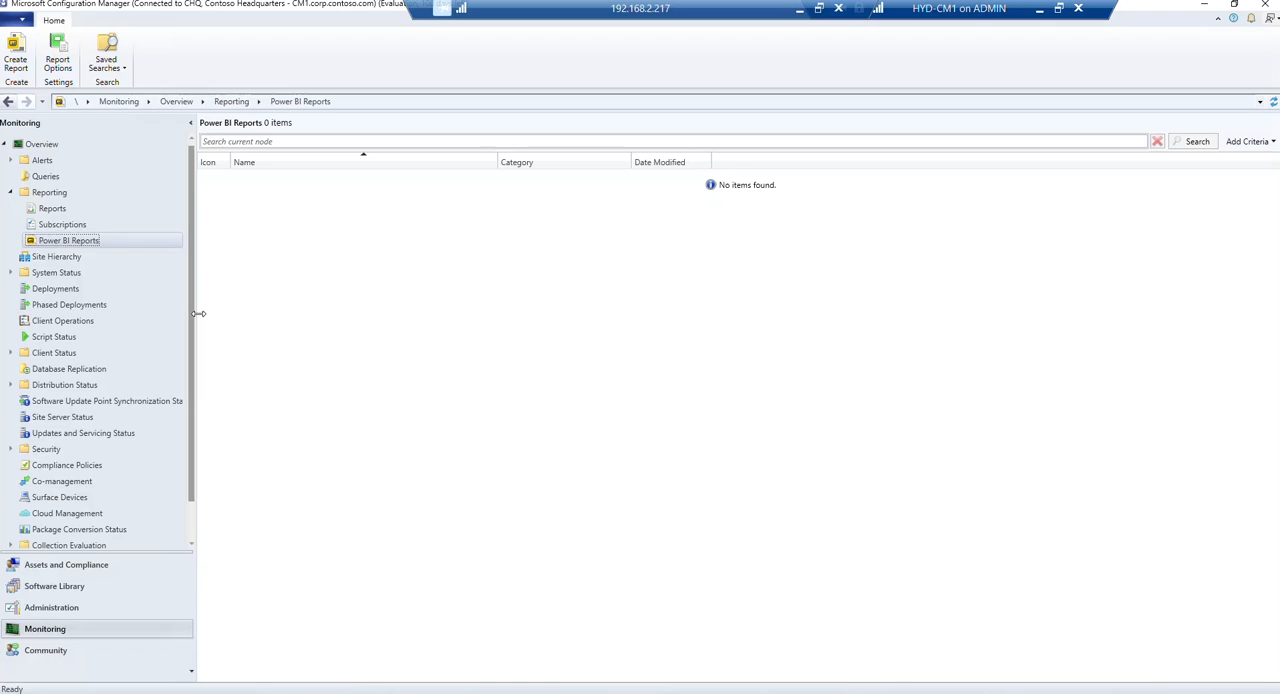 Microsoft Configuration Manager (Connected to CHQ, Contoso Headquarters - CM1.corp.contoso.com) (Evalua
192.168.2.217
HYD-CM1 on ADMIN
Home
Create Report
Report Options
Saved Searches
Create
Settings
Search
\ Monitoring Overview Reporting Power BI Reports
Monitoring
Power BI Reports 0 items
Search current node
Search
Add Criteria
Icon Name Category Date Modified
No items found.
Overview
Alerts
Queries
Reporting
Reports
Subscriptions
Power BI Reports
Site Hierarchy
System Status
Deployments
Phased Deployments
Client Operations
Script Status
Client Status
Database Replication
Distribution Status
Software Update Point Synchronization Sta
Site Server Status
Updates and Servicing Status
Security
Compliance Policies
Co-management
Surface Devices
Cloud Management
Package Conversion Status
Collection Evaluation
Assets and Compliance
Software Library
Administration
Monitoring
Community
Ready